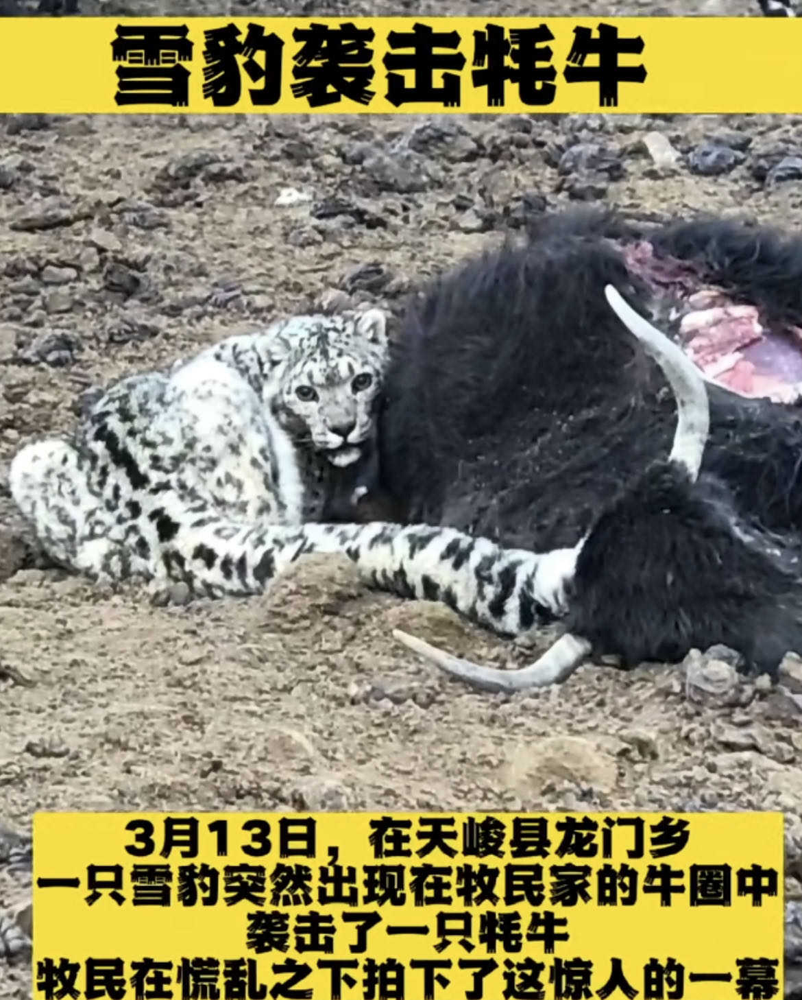 雪豹袭击牦牛
3月13日，在天峻县龙门乡
一只雪豹突然出现在牧民家的牛圈中
袭击了一只牦牛
牧民在慌乱之下拍下了这惊人的一幕